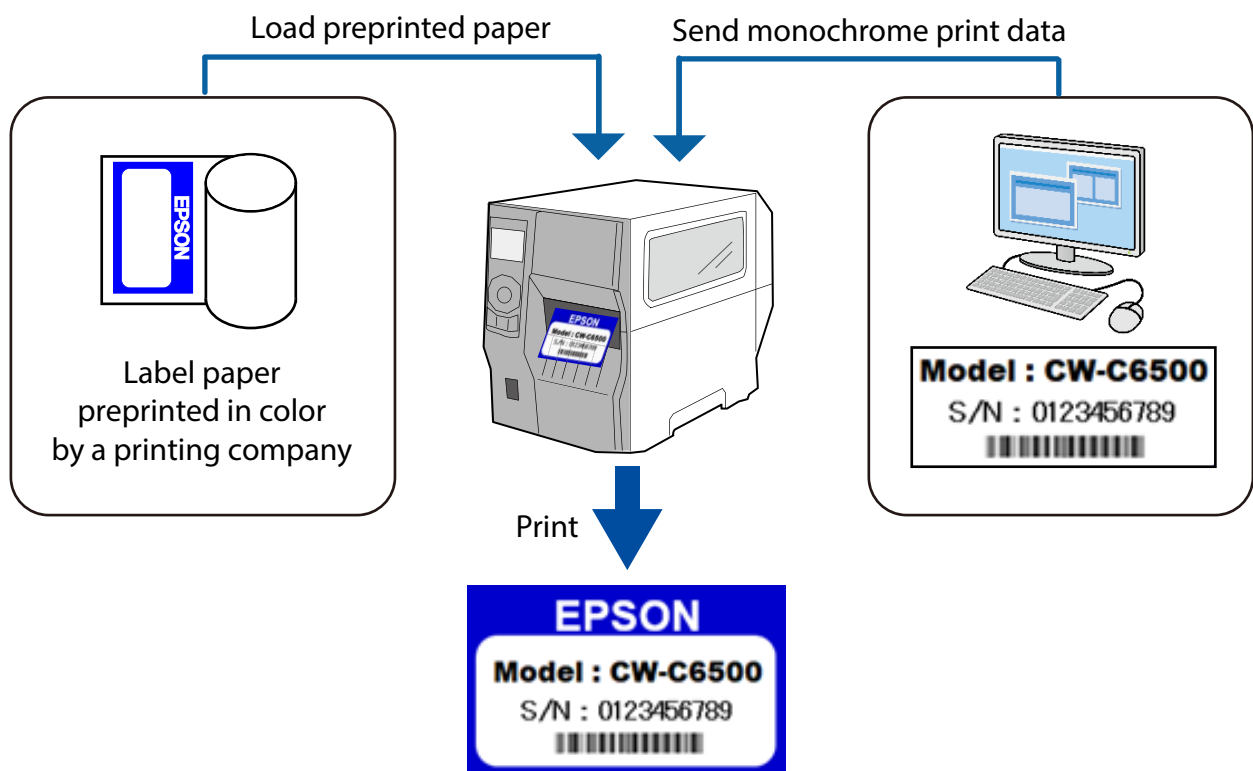 Load preprinted paper
Send monochrome print data
EPSON
Label paper
preprinted in color
by a printing company
EPSON
Model : CW-C6500
S/N : 0123456789
Model : CW-C6500
S/N : 0123456789
Print
EPSON
Model : CW-C6500
S/N : 0123456789